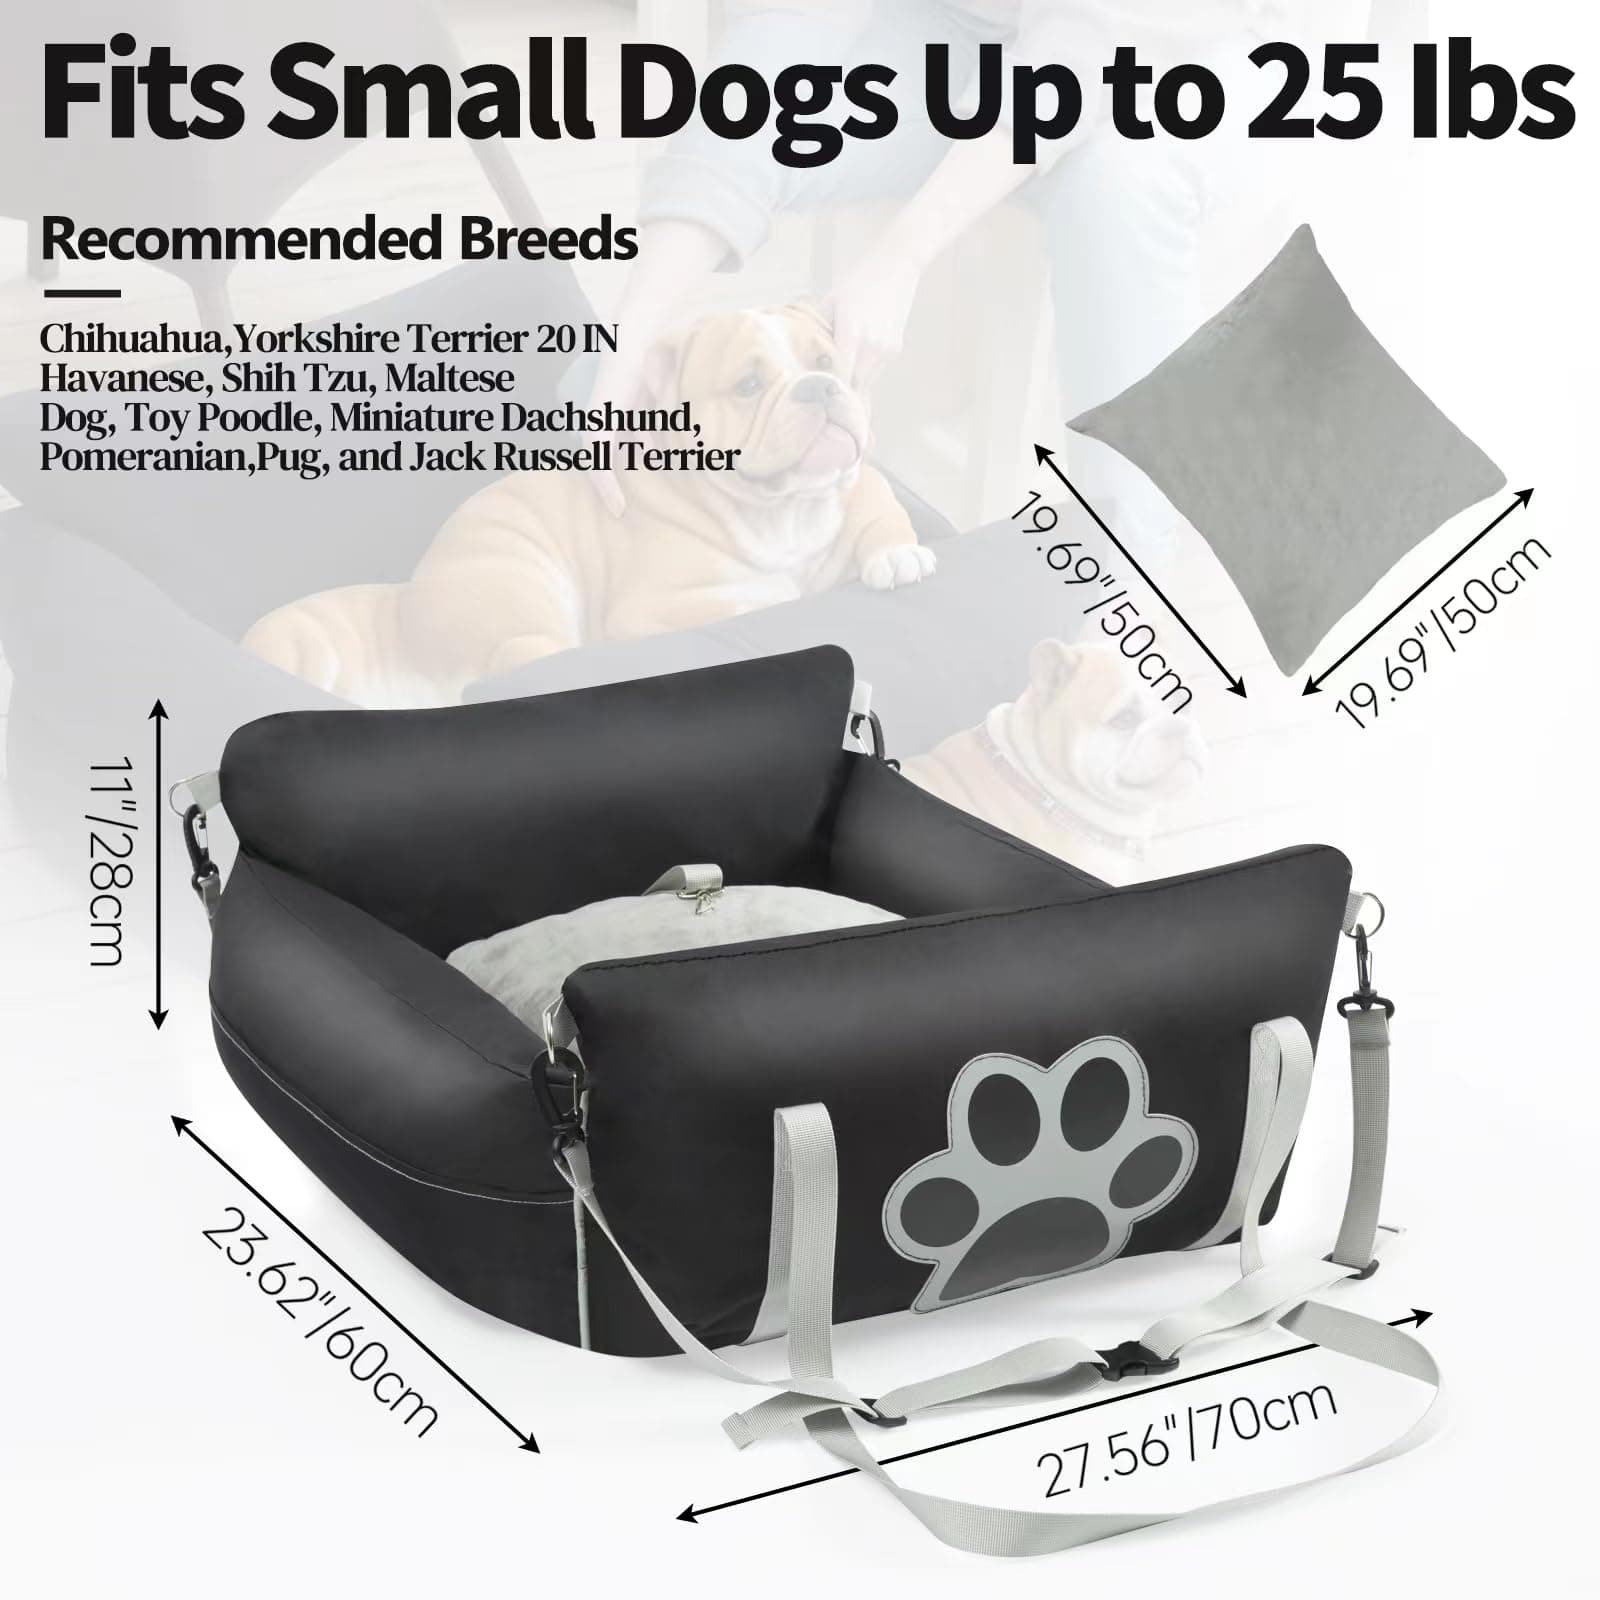 Fits Small Dogs Up to 25 lbs
Recommended Breeds
Chihuahua,Yorkshire Terrier 20 IN
Havanese, Shih Tzu, Maltese
Dog, Toy Poodle, Miniature Dachshund,
Pomeranian,Pug, and Jack Russell Terrier
19.69"/50cm
19.69"/50cm
11"/28cm
23.62"/60cm
27.56"/70cm